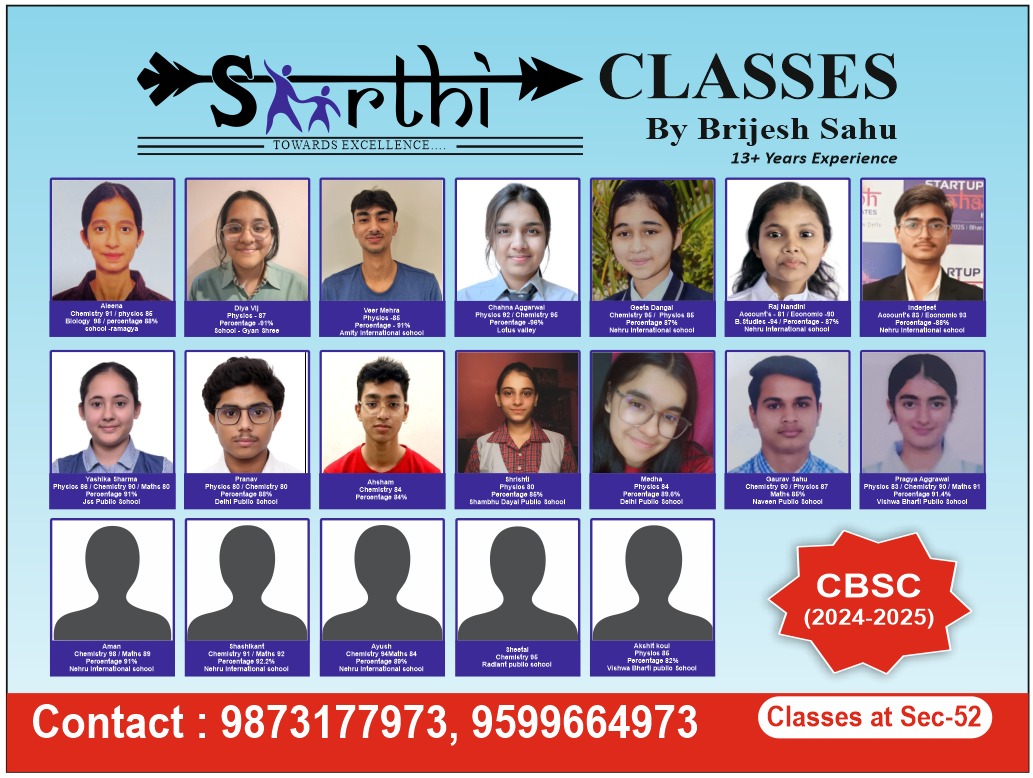 Saarthi CLASSES
By Brijesh Sahu
TOWARDS EXCELLENCE....
13+ Years Experience
Aleena
Chemistry 91 / physics 85
Biology 98 / percentage 88%
school -ramagya
Diya Vij
Physics - 87
Percentage -91%
School - Gyan Shree
Veer Mehra
Physics -85
Percentage - 91%
Amity International school
Chahna Aggarwal
Physics 92 / Chemistry 95
Percentage -96%
Lotus valley
Geeta Dangal
Chemistry 95 / Physics 85
Percentage 87%
Nehru International school
Raj Nandini
Account's - 81 / Economic -90
B. Studies -94 / Percentage - 87%
Nehru International school
Inderjeet
Account's 83 / Economic 93
Percentage -88%
Nehru International school
STARTUP
ATES
2025 | Bhara
STARTUP
Yashika Sharma
Physics 86 / Chemistry 90 / Maths 80
Percentage 91%
Jss Public School
Pranav
Physics 80 / Chemistry 80
Percentage 88%
Delhi Public School
Ahsham
Chemistry 84
Percentage 84%
Shrishti
Physics 80
Percentage 85%
Shambhu Dayal Public School
Medha
Physics 84
Percentage 89.6%
Delhi Public School
Gaurav Sahu
Chemistry 90 / Physics 87
Maths 85%
Naveen Public School
Pragya Aggrawal
Physics 83 / Chemistry 90 / Maths 91
Percentage 91.4%
Vishwa Bharti Public School
Aman
Chemistry 98 / Maths 89
Percentage 91%
Nehru International school
Shashikant
Chemistry 91 / Maths 92
Percentage 92.2%
Nehru International school
Ayush
Chemistry 94Maths 84
Percentage 89%
Nehru International school
Sheetal
Chemistry 95
Radiant public school
Akshit koul
Physics 85
Percentage 82%
Vishwa Bharti public School
CBSC
(2024-2025)
Contact : 9873177973, 9599664973
Classes at Sec-52